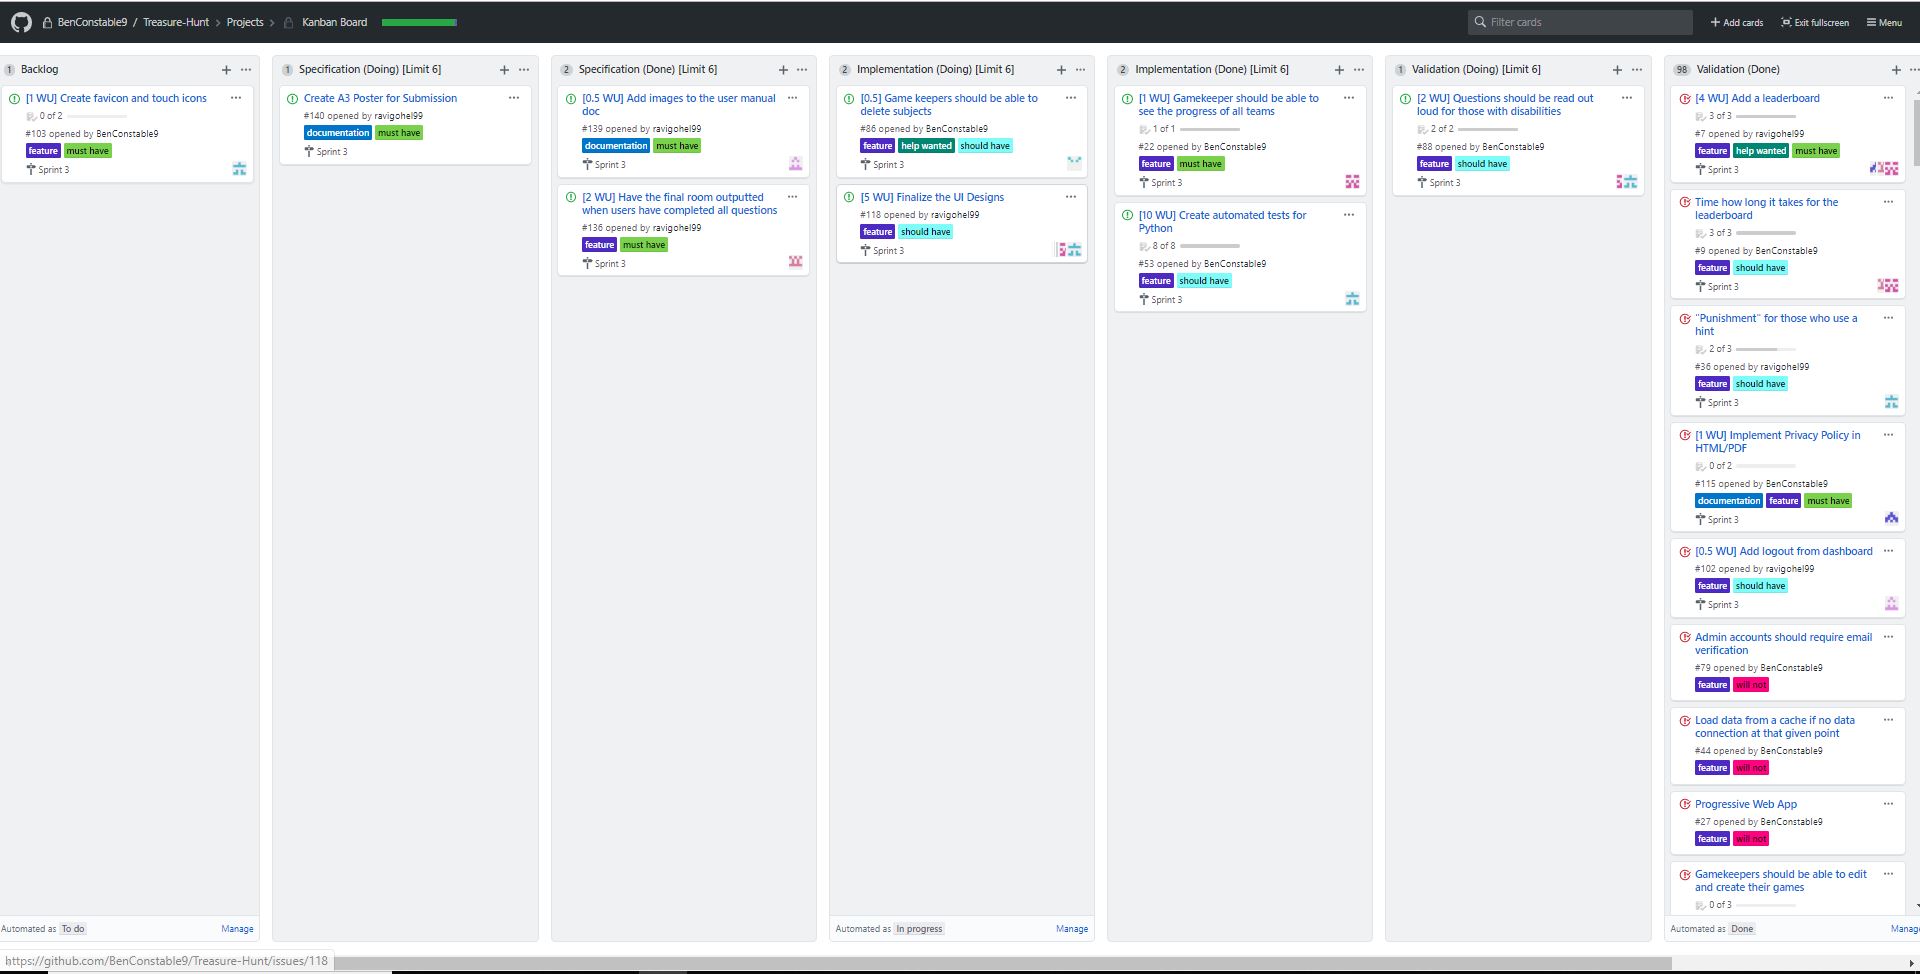 BenConstable9 / Treasure-Hunt > Projects > Kanban Board
Filter cards
+ Add cards
Exit fullscreen
Menu
1 Backlog
[1 WU] Create favicon and touch icons
0 of 2
#103 opened by BenConstable9
feature must have
Sprint 3
Automated as To do
Manage
1 Specification (Doing) [Limit 6]
Create A3 Poster for Submission
#140 opened by ravigohel99
documentation must have
Sprint 3
2 Specification (Done) [Limit 6]
[0.5 WU] Add images to the user manual
doc
#139 opened by ravigohel99
documentation must have
Sprint 3
[2 WU] Have the final room outputted
when users have completed all questions
#136 opened by ravigohel99
feature must have
Sprint 3
2 Implementation (Doing) [Limit 6]
[0.5] Game keepers should be able to
delete subjects
#86 opened by BenConstable9
feature help wanted should have
Sprint 3
[5 WU] Finalize the UI Designs
#118 opened by ravigohel99
feature should have
Sprint 3
Automated as In progress
Manage
2 Implementation (Done) [Limit 6]
[1 WU] Gamekeeper should be able to
see the progress of all teams
1 of 1
#22 opened by BenConstable9
feature must have
Sprint 3
[10 WU] Create automated tests for
Python
8 of 8
#53 opened by BenConstable9
feature should have
Sprint 3
1 Validation (Doing) [Limit 6]
[2 WU] Questions should be read out
loud for those with disabilities
2 of 2
#88 opened by BenConstable9
feature should have
Sprint 3
98 Validation (Done)
[4 WU] Add a leaderboard
3 of 3
#7 opened by ravigohel99
feature help wanted must have
Sprint 3
Time how long it takes for the
leaderboard
3 of 3
#9 opened by BenConstable9
feature should have
Sprint 3
"Punishment" for those who use a
hint
2 of 3
#36 opened by ravigohel99
feature should have
Sprint 3
[1 WU] Implement Privacy Policy in
HTML/PDF
0 of 2
#115 opened by BenConstable9
documentation feature must have
Sprint 3
[0.5 WU] Add logout from dashboard
#102 opened by ravigohel99
feature should have
Sprint 3
Admin accounts should require email
verification
#79 opened by BenConstable9
feature will not
Load data from a cache if no data
connection at that given point
#44 opened by BenConstable9
feature will not
Progressive Web App
#27 opened by BenConstable9
feature will not
Gamekeepers should be able to edit
and create their games
0 of 3
Automated as Done
Manage
https://github.com/BenConstable9/Treasure-Hunt/issues/118